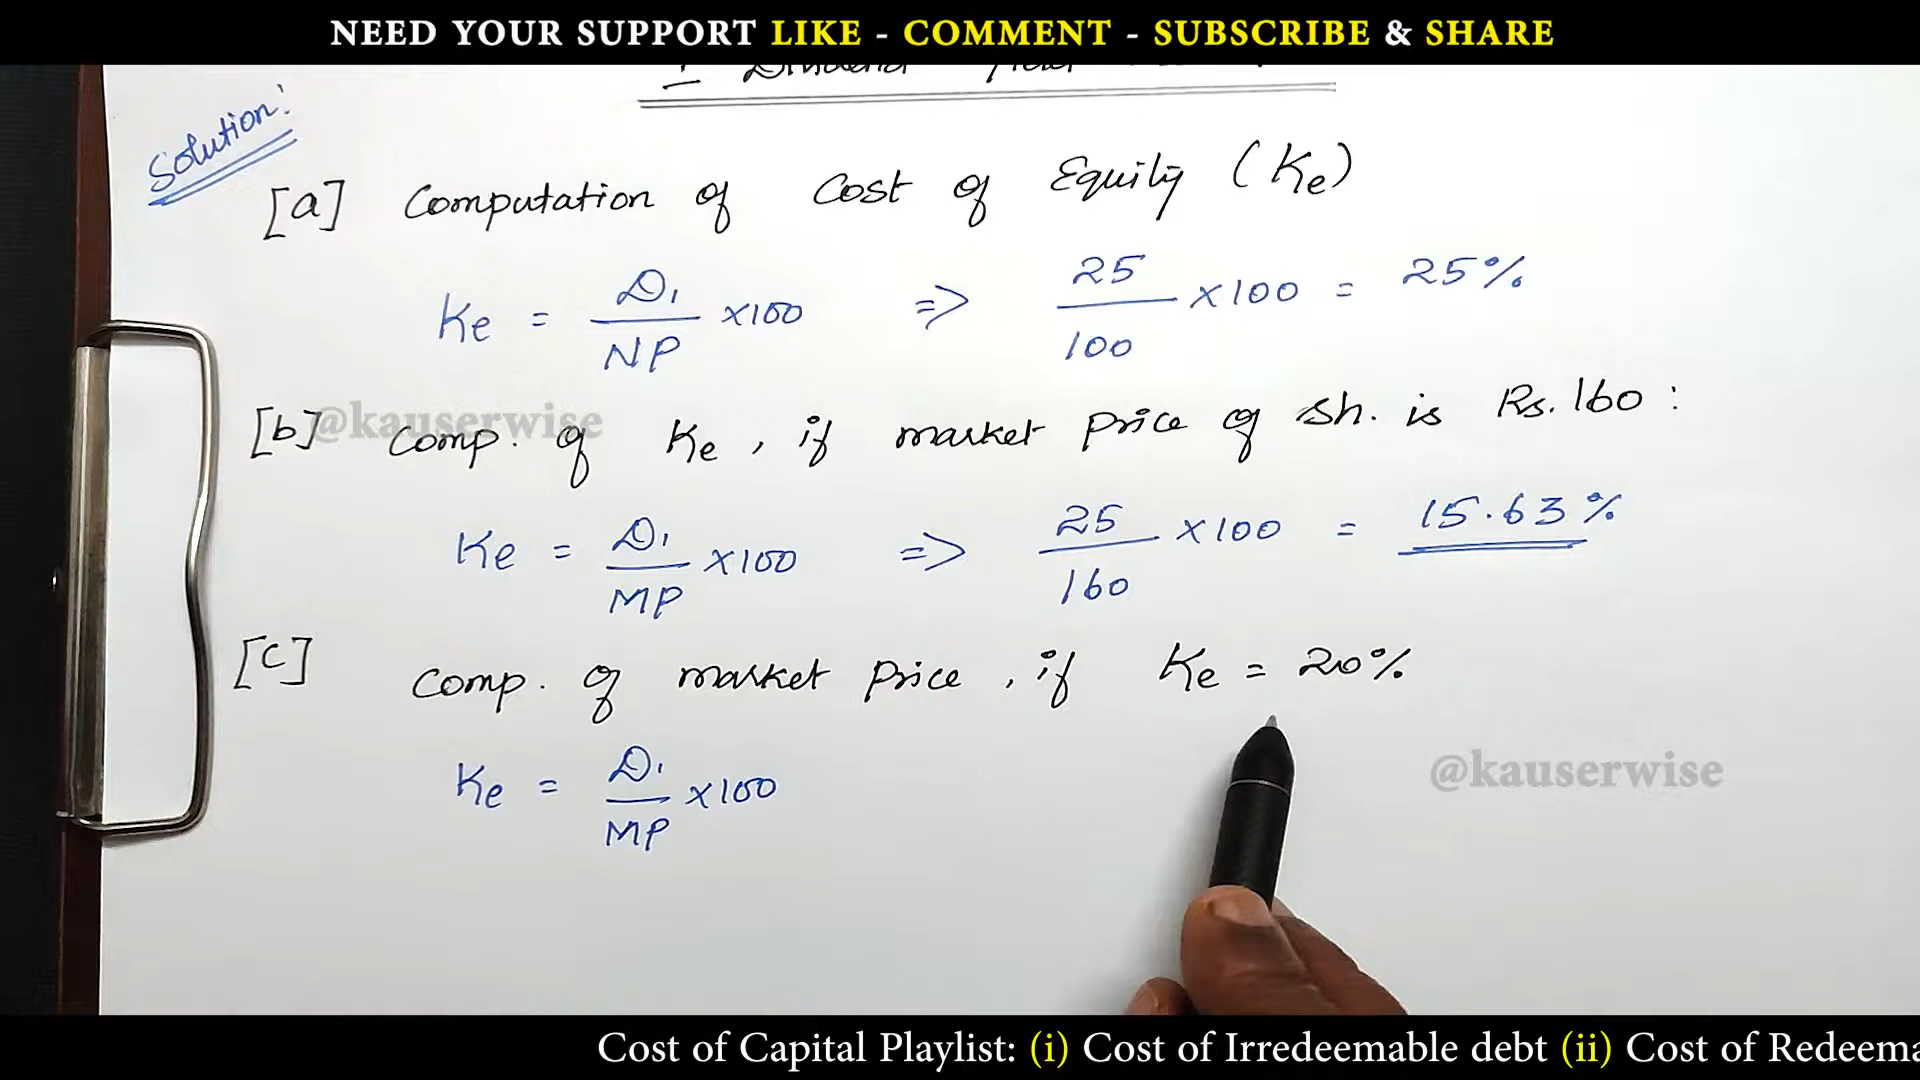 NEED YOUR SUPPORT LIKE - COMMENT - SUBSCRIBE & SHARE
Solution:
[a] Computation of Cost of Equity (Ke)
Ke = D1/NP x100 => 25/100 x100 = 25%
[b] Comp. of Ke, if market price of sh. is Rs. 160:
@kauserwise
Ke = D1/MP x100 => 25/160 x100 = 15.63%
[c] Comp. of market price, if Ke = 20%
Ke = D1/MP x100
@kauserwise
Cost of Capital Playlist: (i) Cost of Irredeemable debt (ii) Cost of Redeema